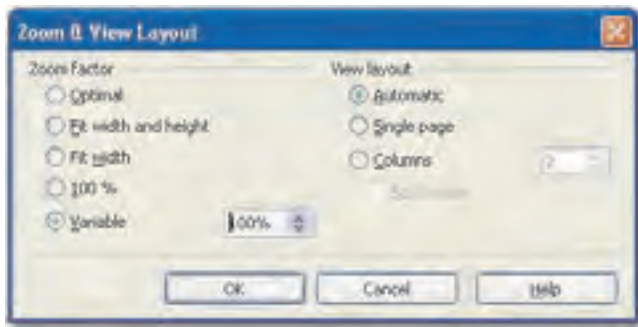 Zoom & View Layout
Zoom Factor
Optimal
Fit width and height
Fit width
100 %
Variable
100%
View layout
Automatic
Single page
Columns
2
OK
Cancel
Help